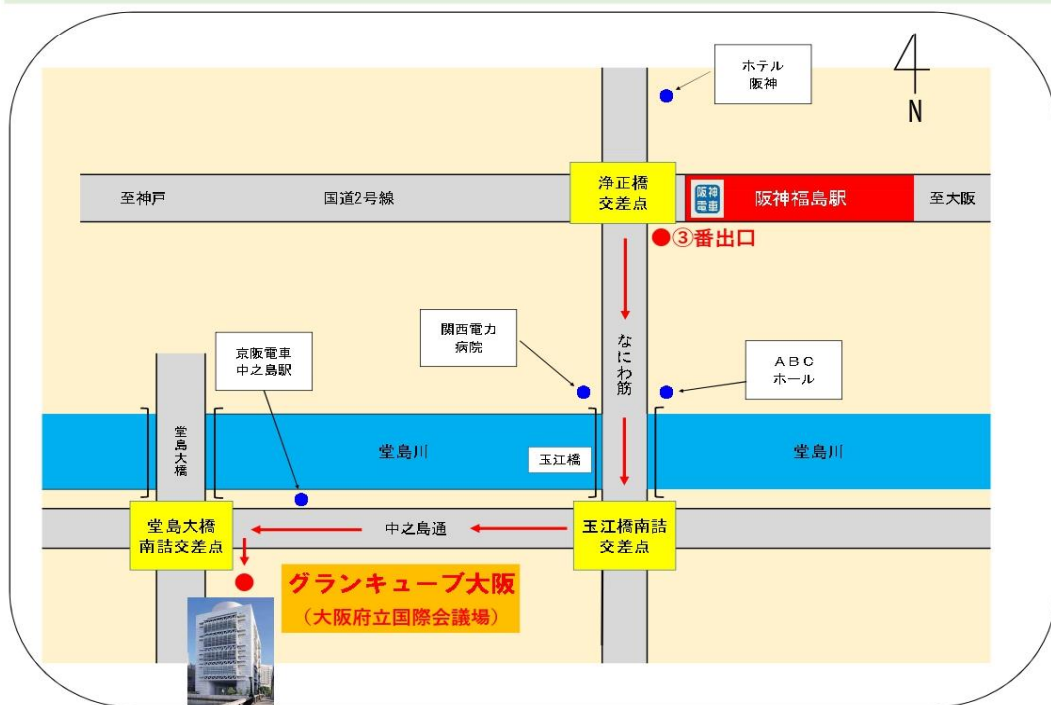 N
ホテル
阪神
至神戸
国道2号線
浄正橋
交差点
阪神
電車
阪神福島駅
至大阪
③番出口
関西電力
病院
京阪電車
中之島駅
なにわ筋
ABC
ホール
堂島大橋
堂島川
玉江橋
堂島川
堂島大橋
南詰交差点
中之島通
玉江橋南詰
交差点
グランキューブ大阪
(大阪府立国際会議場)